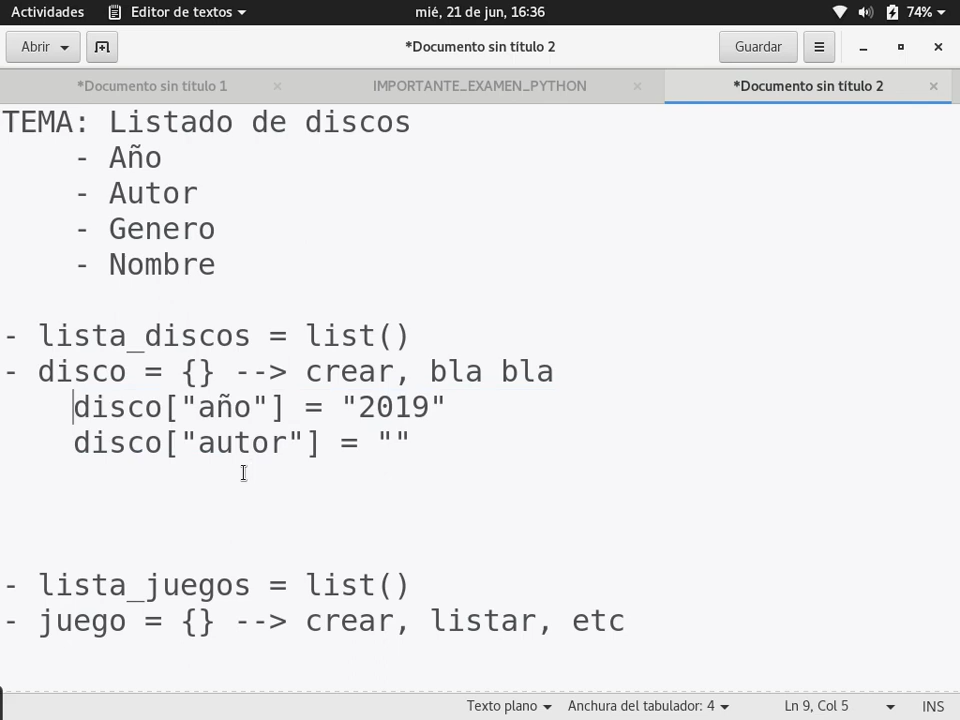 Actividades Editor de textos mié, 21 de jun, 16:36 74%
Abrir *Documento sin título 2 Guardar
*Documento sin título 1 IMPORTANTE_EXAMEN_PYTHON *Documento sin título 2
TEMA: Listado de discos
- Año
- Autor
- Genero
- Nombre
- lista_discos = list()
- disco = {} --> crear, bla bla
disco["año"] = "2019"
disco["autor"] = ""
- lista_juegos = list()
- juego = {} --> crear, listar, etc
Texto plano Anchura del tabulador: 4 Ln 9, Col 5 INS